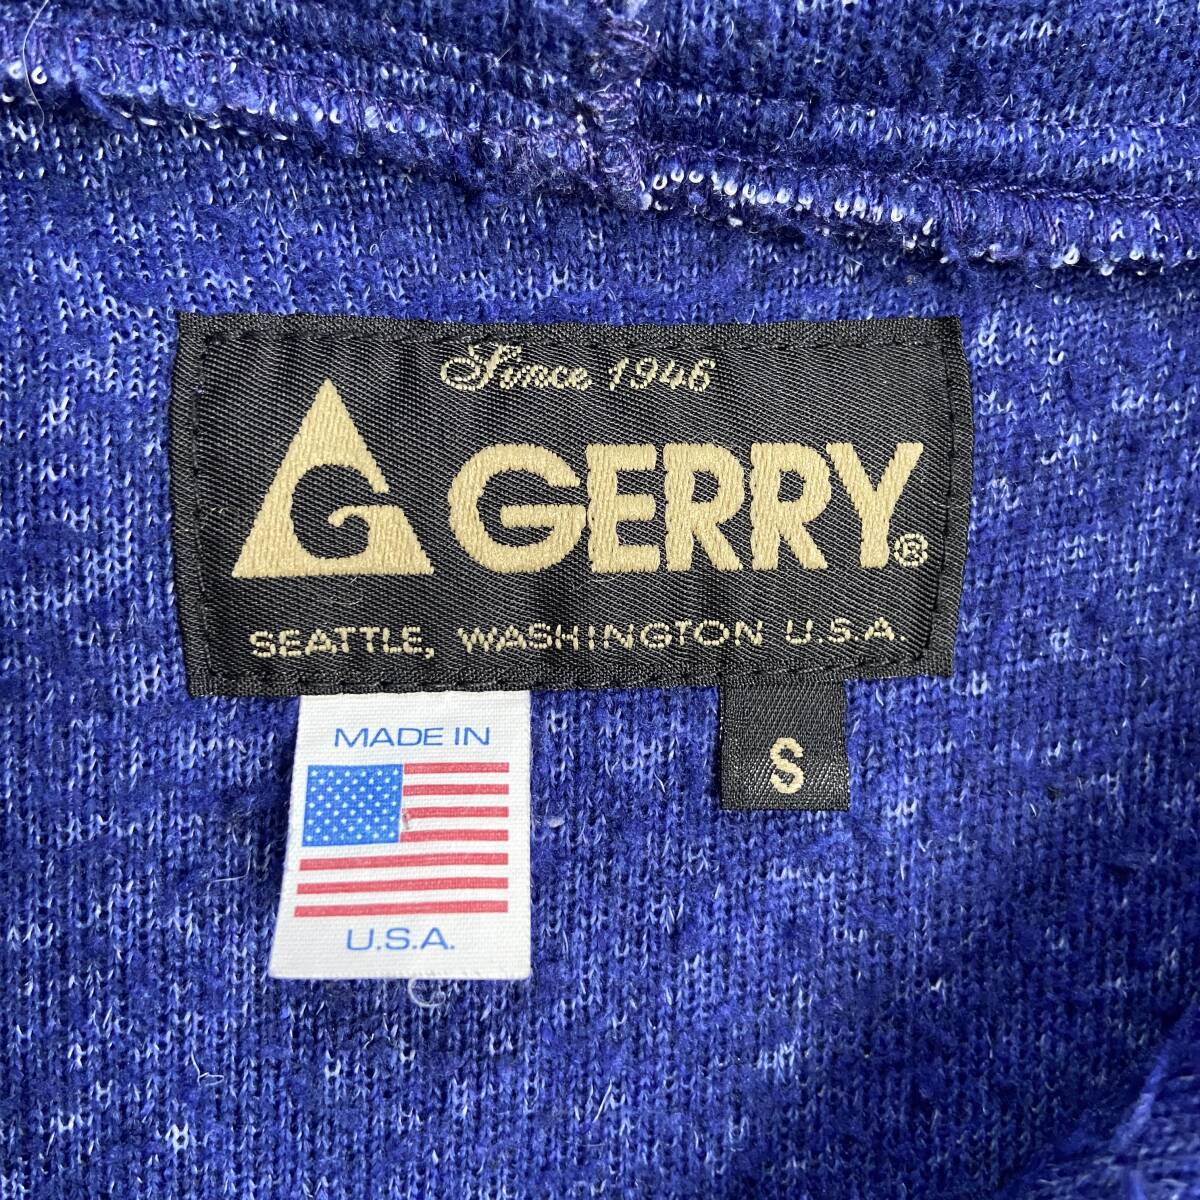 Since 1946
G GERRY®
SEATTLE, WASHINGTON U.S.A.
MADE IN
U.S.A.
S